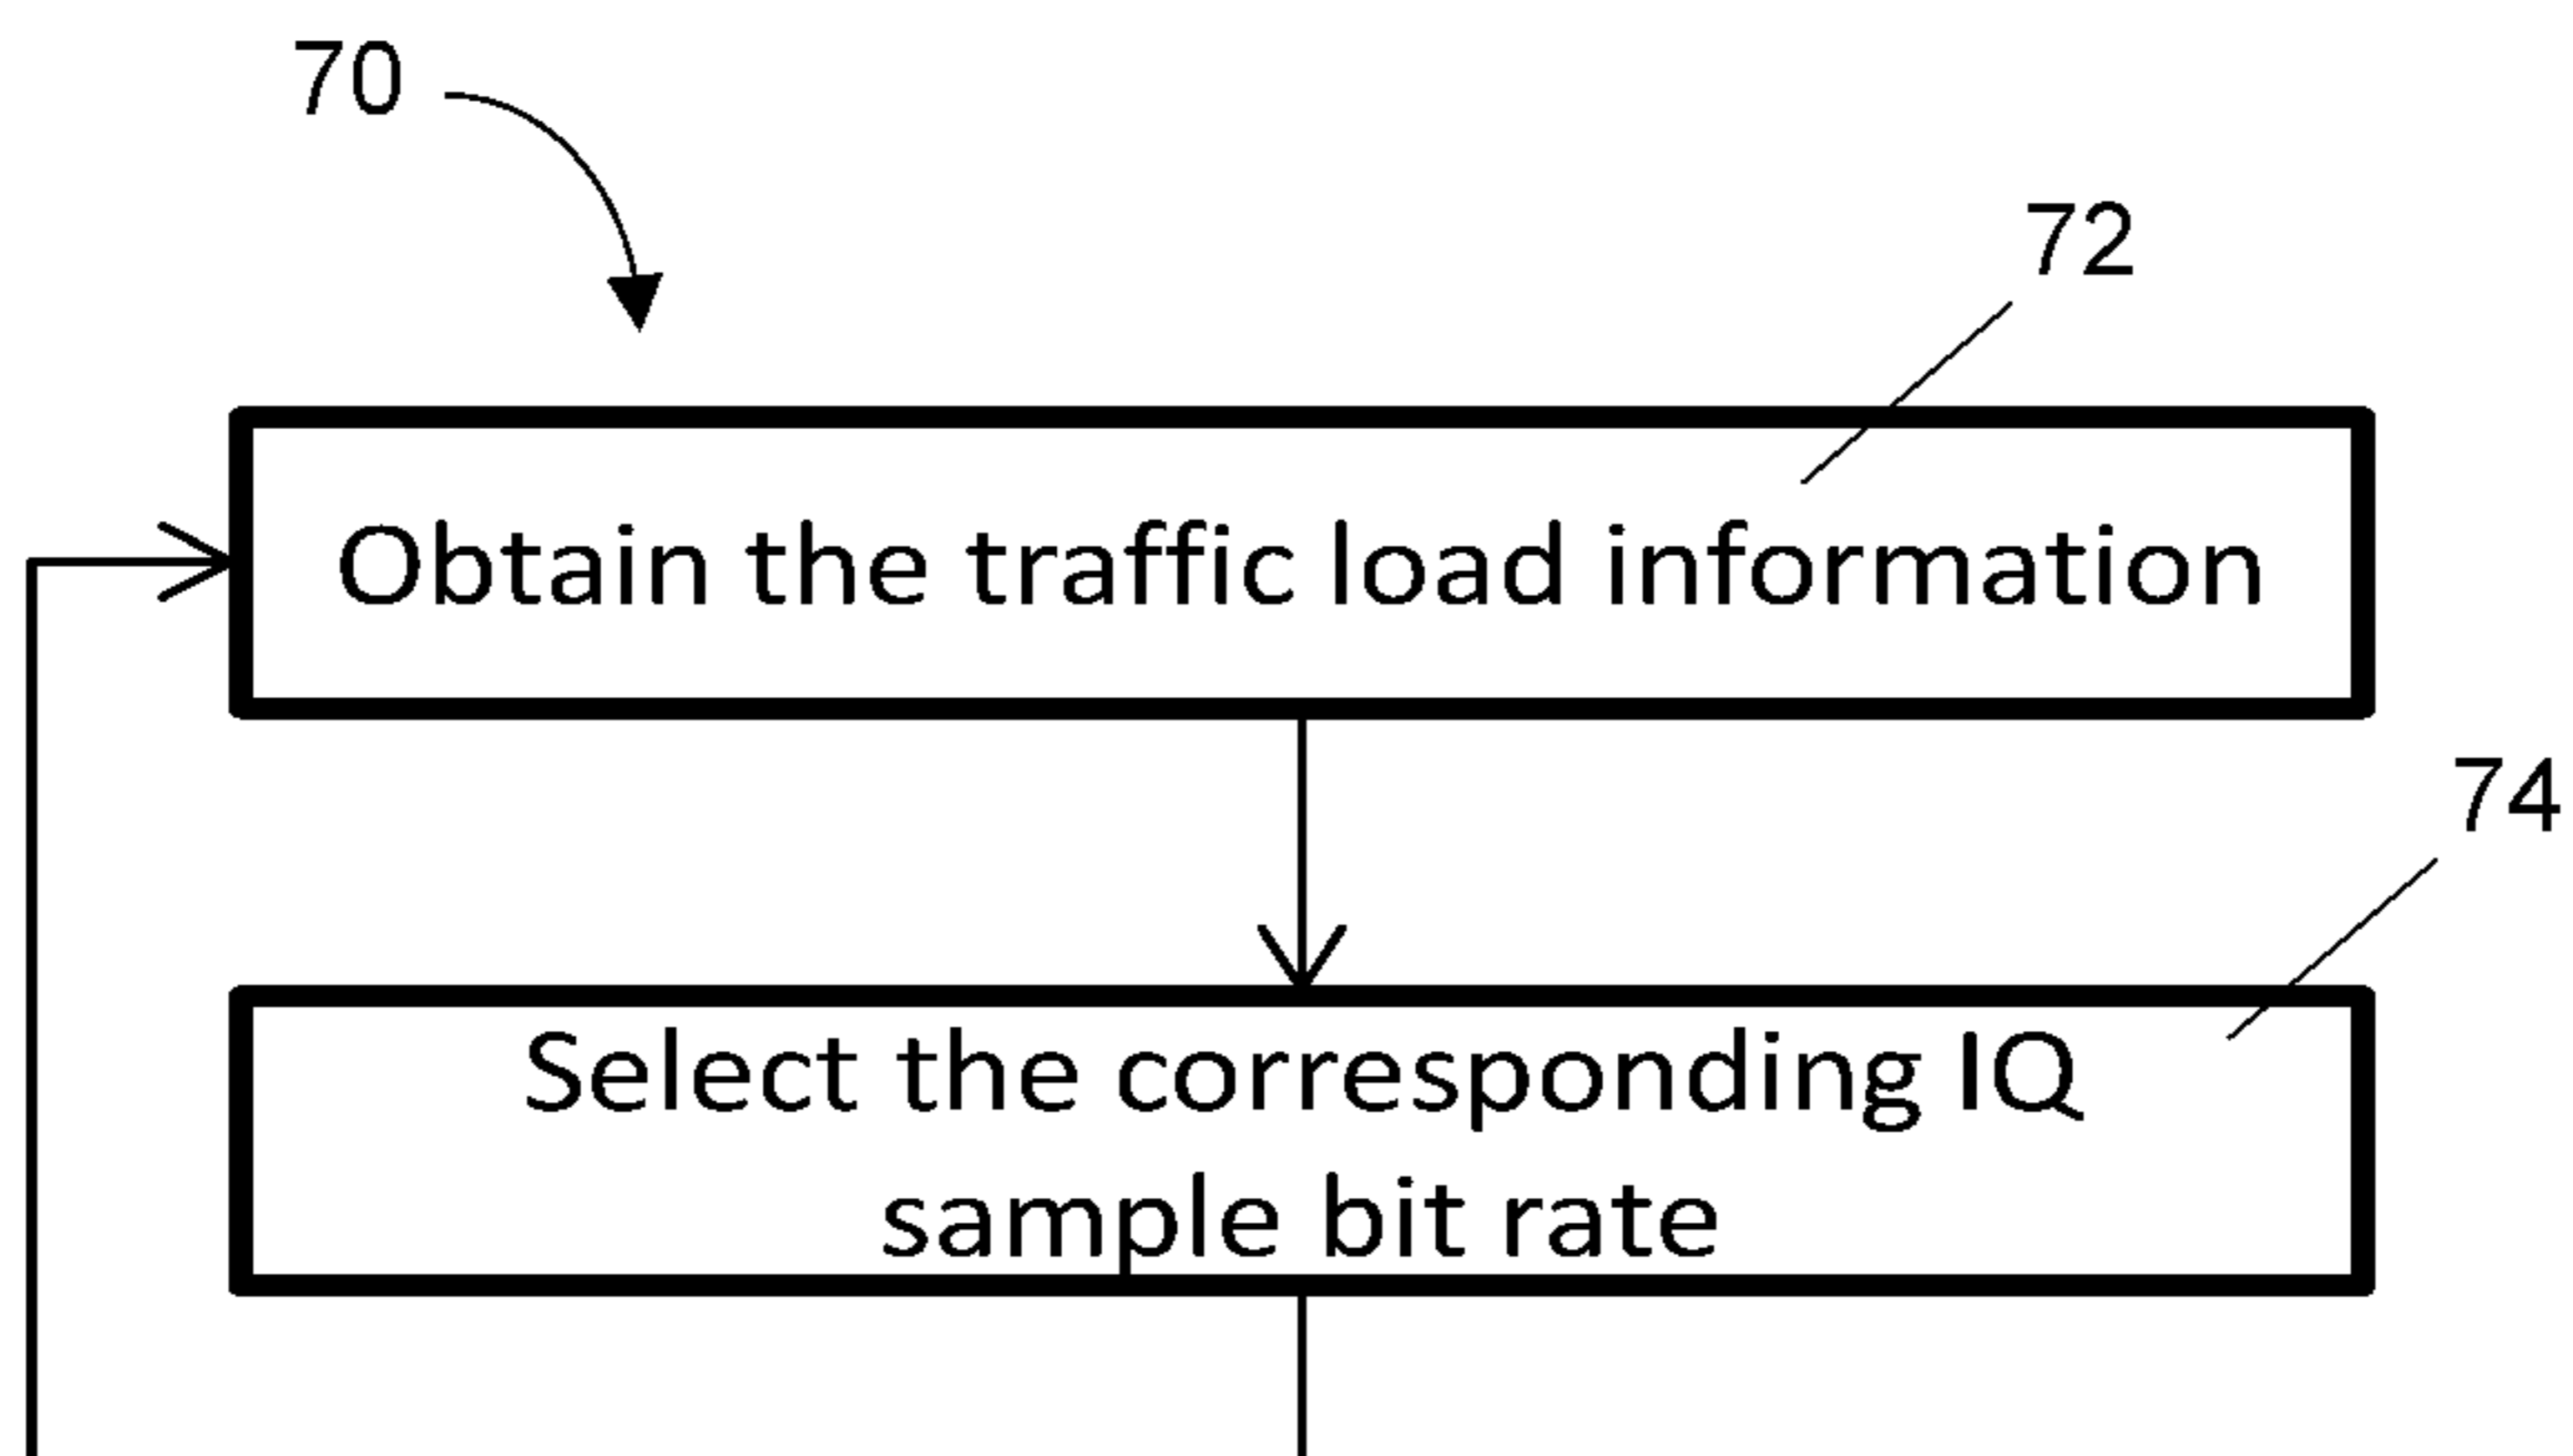 70
72
Obtain the traffic load information
74
Select the corresponding IQ
sample bit rate